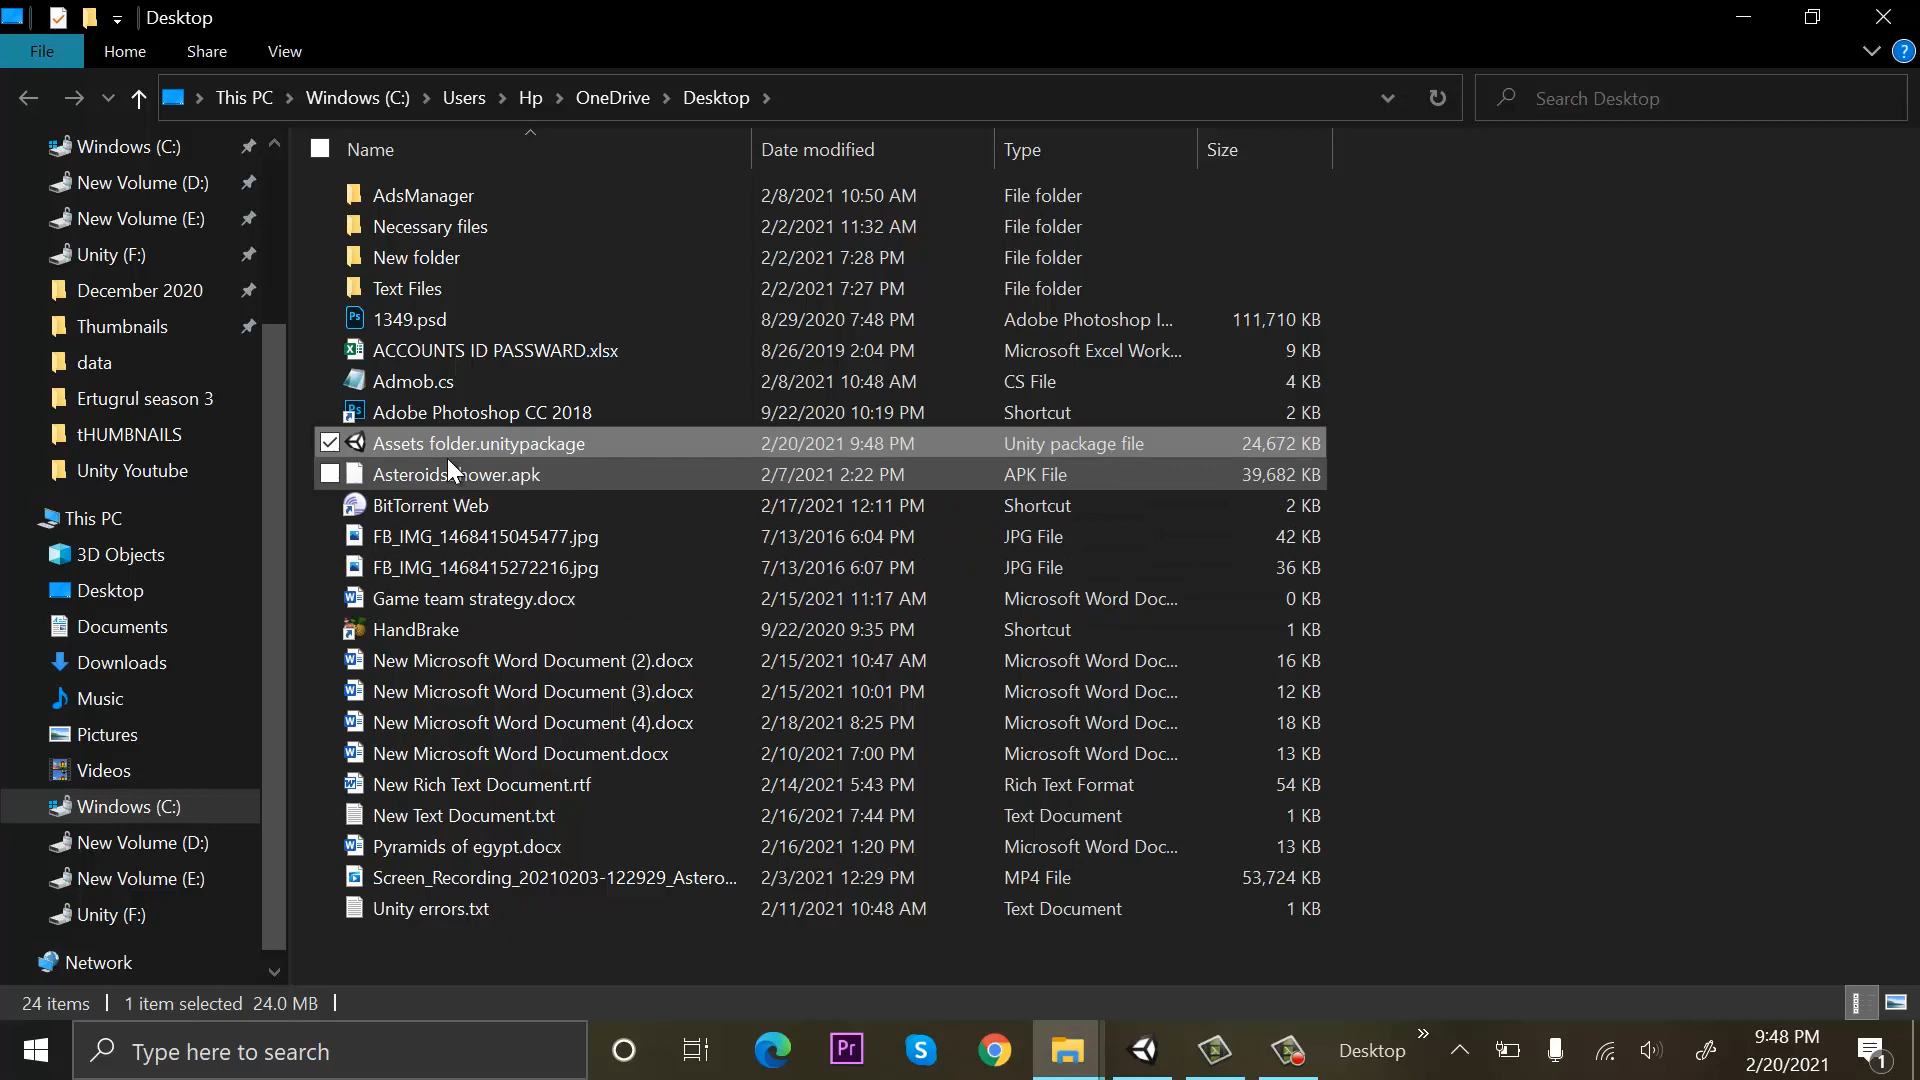 Desktop
File Home Share View
This PC Windows (C:) Users Hp OneDrive Desktop Search Desktop
Name Date modified Type Size
Windows (C:)
New Volume (D:)
New Volume (E:)
Unity (F:)
December 2020
Thumbnails
data
Ertugrul season 3
tHUMBNAILS
Unity Youtube
This PC
3D Objects
Desktop
Documents
Downloads
Music
Pictures
Videos
Windows (C:)
New Volume (D:)
New Volume (E:)
Unity (F:)
Network
AdsManager 2/8/2021 10:50 AM File folder
Necessary files 2/2/2021 11:32 AM File folder
New folder 2/2/2021 7:28 PM File folder
Text Files 2/2/2021 7:27 PM File folder
1349.psd 8/29/2020 7:48 PM Adobe Photoshop I... 111,710 KB
ACCOUNTS ID PASSWARD.xlsx 8/26/2019 2:04 PM Microsoft Excel Work... 9 KB
Admob.cs 2/8/2021 10:48 AM CS File 4 KB
Adobe Photoshop CC 2018 9/22/2020 10:19 PM Shortcut 2 KB
Assets folder.unitypackage 2/20/2021 9:48 PM Unity package file 24,672 KB
2/7/2021 2:22 PM APK File 39,682 KB
BitTorrent Web 2/17/2021 12:11 PM Shortcut 2 KB
FB_IMG_1468415045477.jpg 7/13/2016 6:04 PM JPG File 42 KB
FB_IMG_1468415272216.jpg 7/13/2016 6:07 PM JPG File 36 KB
Game team strategy.docx 2/15/2021 11:17 AM Microsoft Word Doc... 0 KB
HandBrake 9/22/2020 9:35 PM Shortcut 1 KB
New Microsoft Word Document (2).docx 2/15/2021 10:47 AM Microsoft Word Doc... 16 KB
New Microsoft Word Document (3).docx 2/15/2021 10:01 PM Microsoft Word Doc... 12 KB
New Microsoft Word Document (4).docx 2/18/2021 8:25 PM Microsoft Word Doc... 18 KB
New Microsoft Word Document.docx 2/10/2021 7:00 PM Microsoft Word Doc... 13 KB
New Rich Text Document.rtf 2/14/2021 5:43 PM Rich Text Format 54 KB
New Text Document.txt 2/16/2021 7:44 PM Text Document 1 KB
Pyramids of egypt.docx 2/16/2021 1:20 PM Microsoft Word Doc... 13 KB
Screen_Recording_20210203-122929_Astero... 2/3/2021 12:29 PM MP4 File 53,724 KB
Unity errors.txt 2/11/2021 10:48 AM Text Document 1 KB
24 items 1 item selected 24.0 MB
Type here to search Desktop 9:48 PM
2/20/2021
1